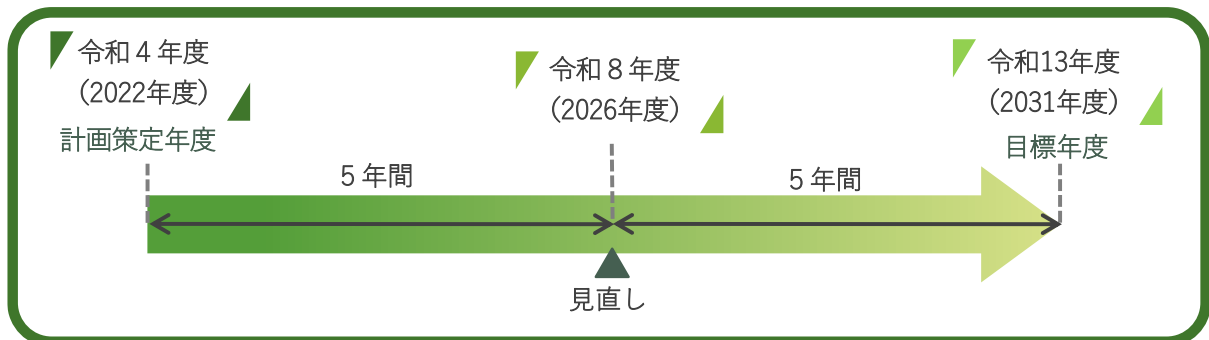 令和４年度
（2022年度）
計画策定年度
令和８年度
（2026年度）
令和13年度
（2031年度）
目標年度
５年間
５年間
見直し